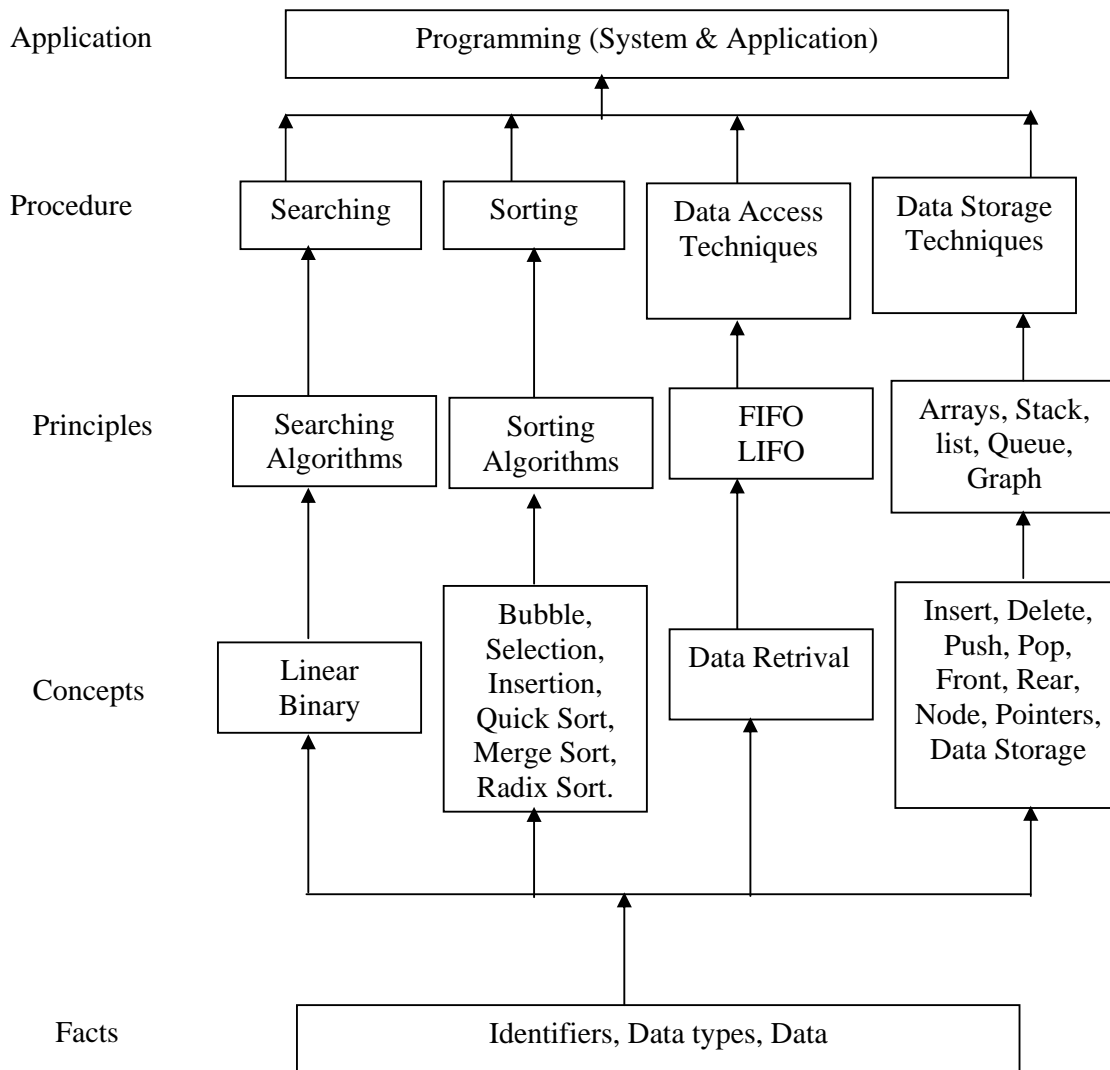 Application
Programming (System & Application)
Procedure
Searching
Sorting
Data Access
Techniques
Data Storage
Techniques
Principles
Searching
Algorithms
Sorting
Algorithms
FIFO
LIFO
Arrays, Stack,
list, Queue,
Graph
Concepts
Linear
Binary
Bubble,
Selection,
Insertion,
Quick Sort,
Merge Sort,
Radix Sort.
Data Retrival
Insert, Delete,
Push, Pop,
Front, Rear,
Node, Pointers,
Data Storage
Facts
Identifiers, Data types, Data